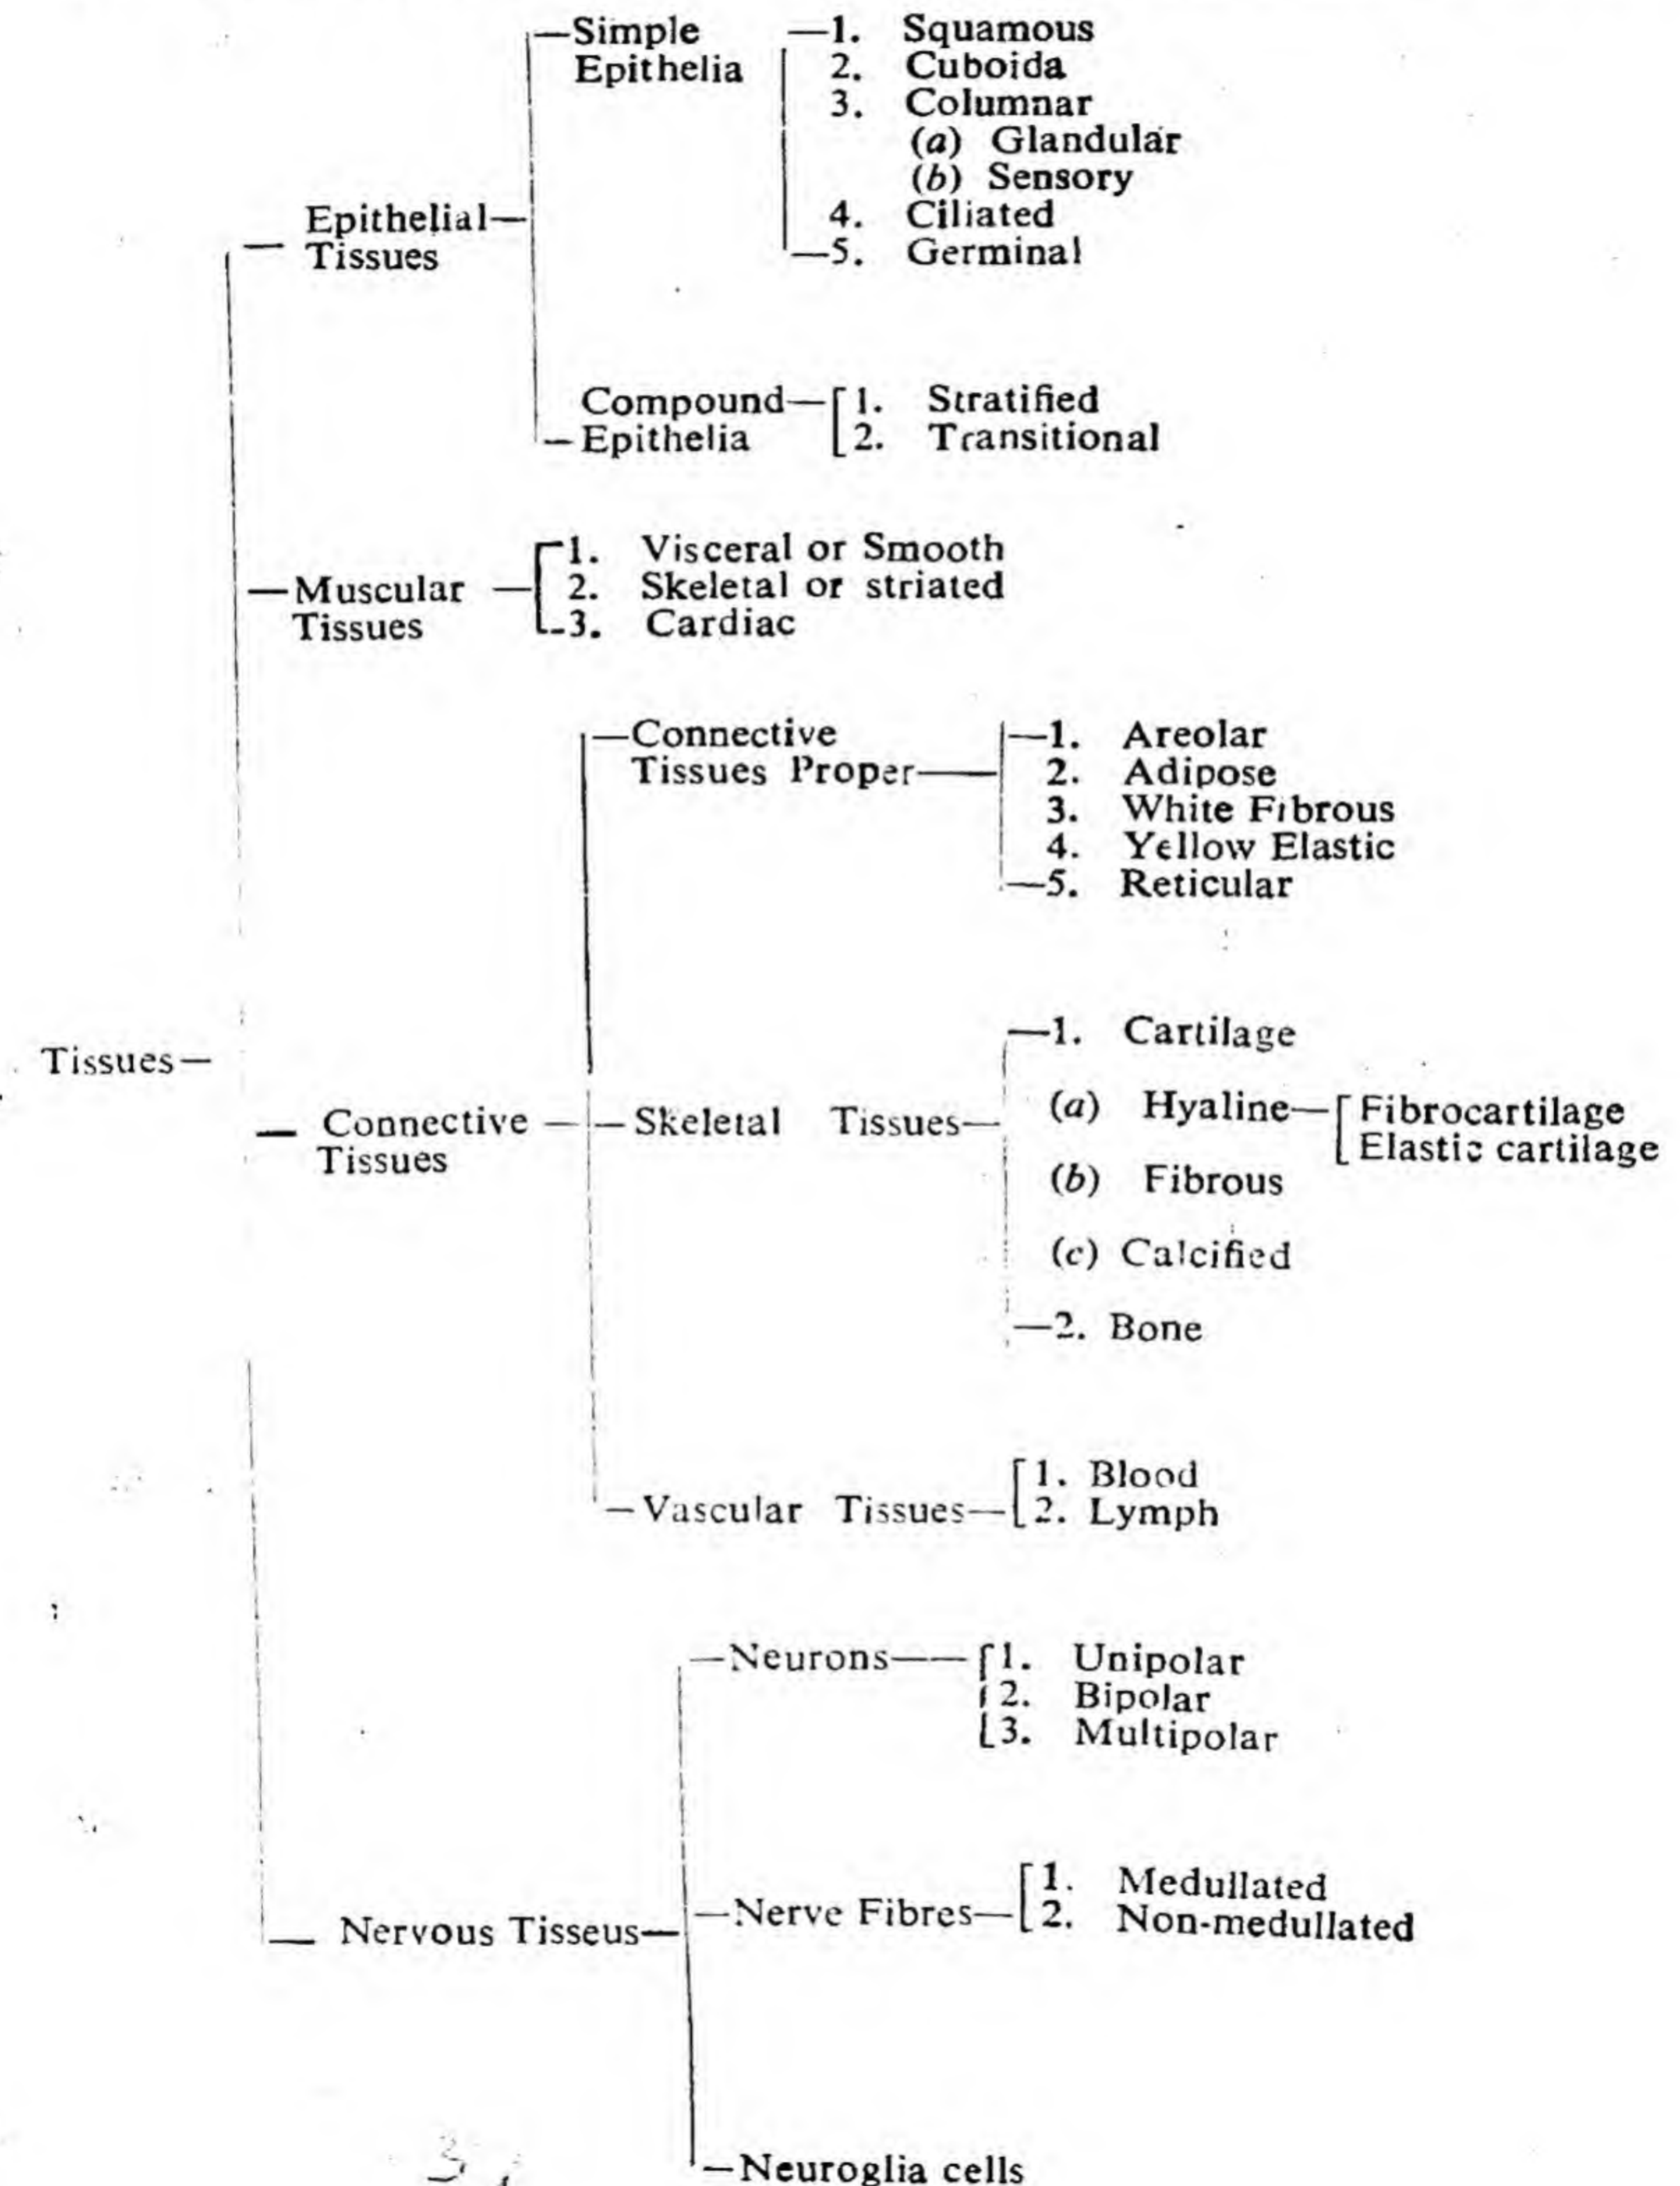 Simple 1. Squamous
Epithelia 2. Cuboida
3. Columnar
(a) Glandular
(b) Sensory
Epithelial 4. Ciliated
Tissues 5. Germinal
Compound 1. Stratified
Epithelia 2. Transitional
1. Visceral or Smooth
Muscular 2. Skeletal or striated
Tissues 3. Cardiac
Connective 1. Areolar
Tissues Proper 2. Adipose
3. White Fibrous
4. Yellow Elastic
5. Reticular
1. Cartilage
Tissues
(a) Hyaline Fibrocartilage
Connective Skeletal Tissues
Tissues Elastic cartilage
(b) Fibrous
(c) Calcified
2. Bone
1. Blood
Vascular Tissues 2. Lymph
Neurons 1. Unipolar
2. Bipolar
3. Multipolar
1. Medullated
Nervous Tisseus Nerve Fibres 2. Non-medullated
Neuroglia cells